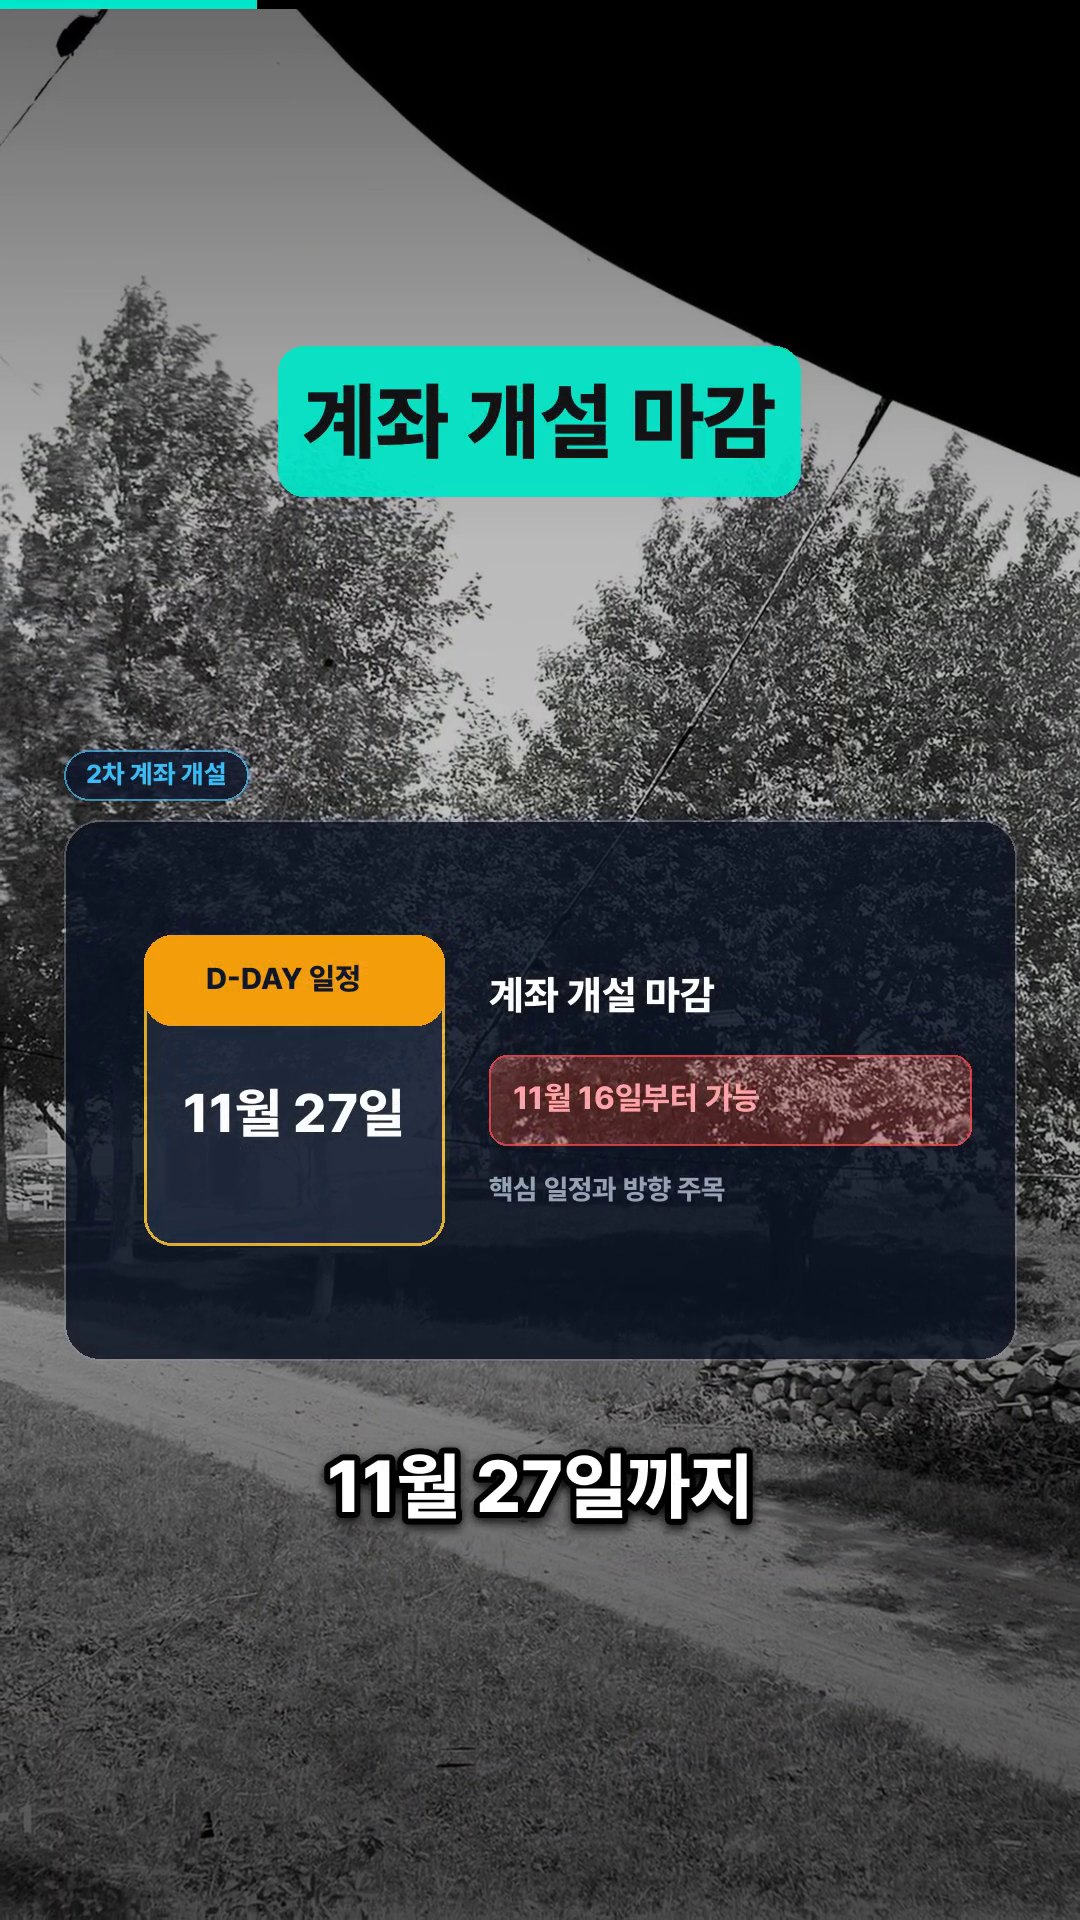 계좌 개설 마감
2차 계좌 개설
D-DAY 일정
11월 27일
계좌 개설 마감
11월 16일부터 가능
핵심 일정과 방향 주목
11월 27일까지